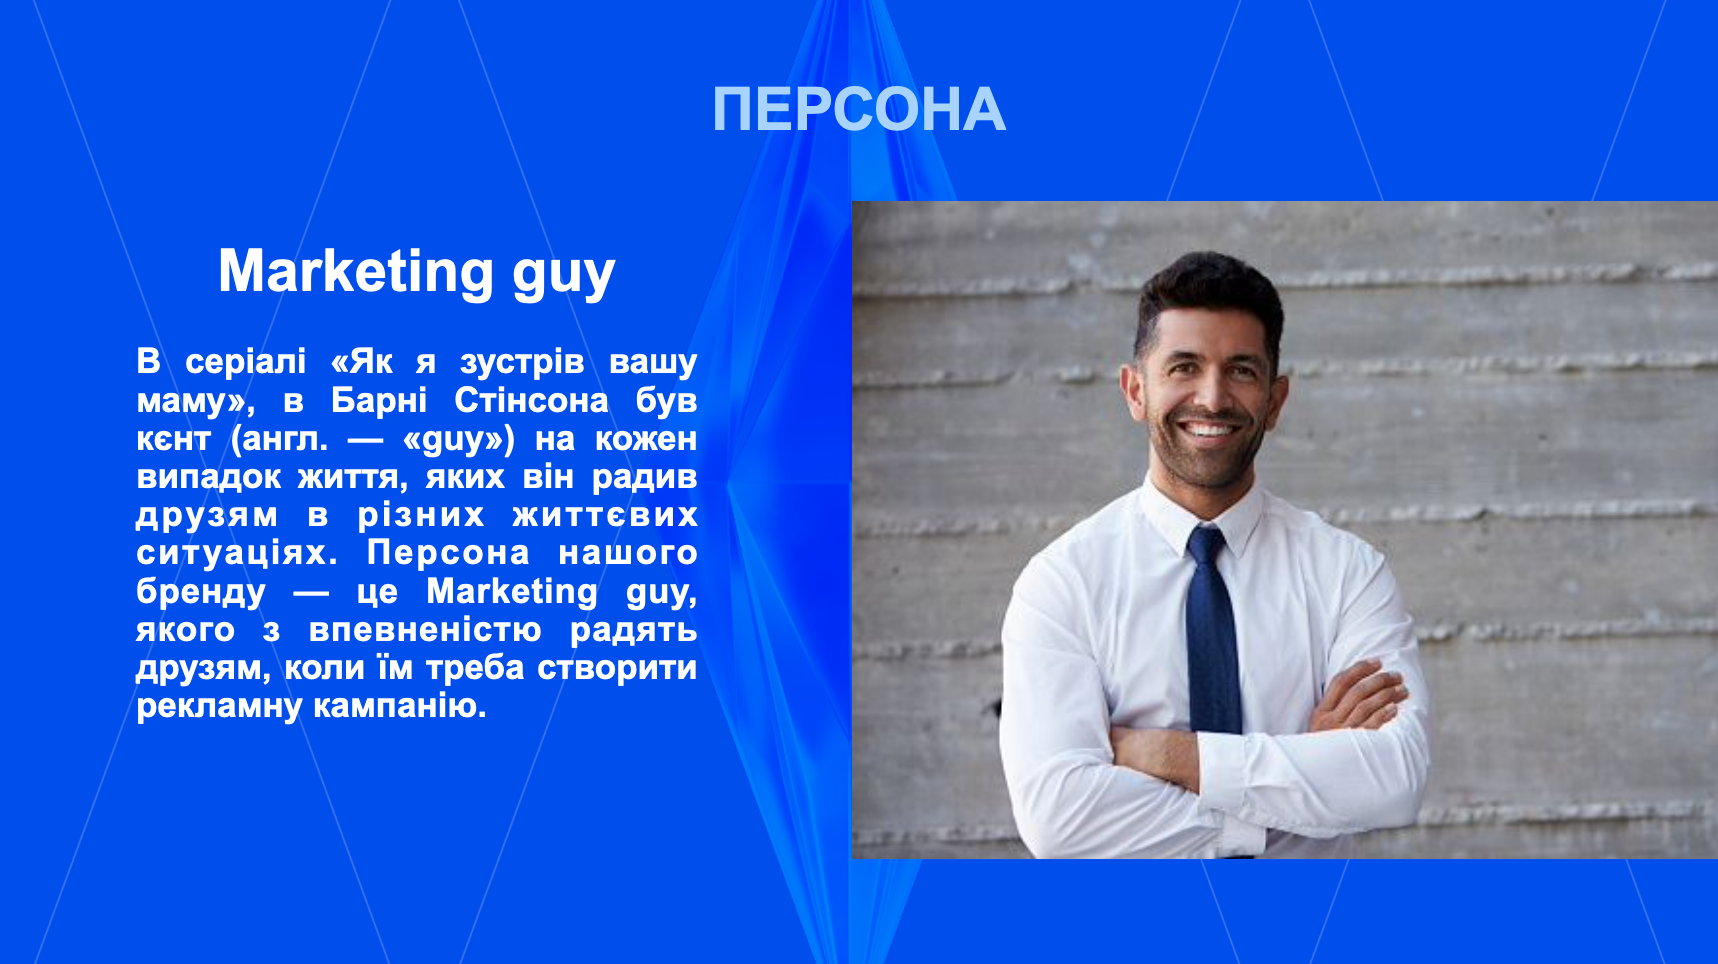 ПЕРСОНА
Marketing guy
В серіалі «Як я зустрів вашу
маму», в Барні Стінсона був
кєнт (англ. — «guy») на кожен
випадок життя, яких він радив
друзям в різних життєвих
ситуаціях. Персона нашого
бренду — це Marketing guy,
якого з впевненістю радять
друзям, коли їм треба створити
рекламну кампанію.